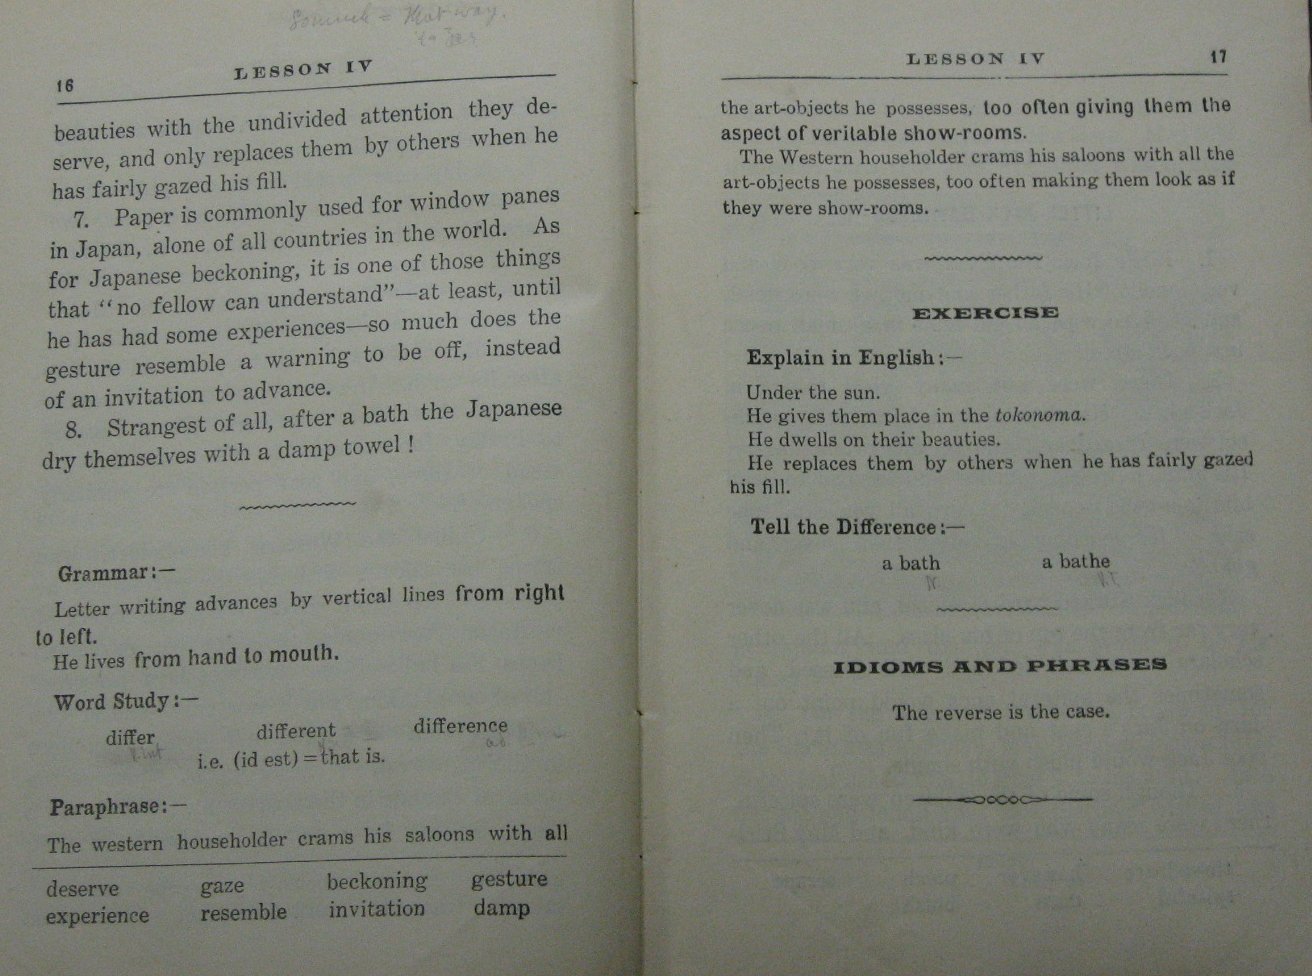 Somuch = that way.
16
LESSON IV
beauties with the undivided attention they de-
serve, and only replaces them by others when he
has fairly gazed his fill.
7. Paper is commonly used for window panes
in Japan, alone of all countries in the world. As
for Japanese beckoning, it is one of those things
that “no fellow can understand”—at least, until
he has had some experiences—so much does the
gesture resemble a warning to be off, instead
of an invitation to advance.
8. Strangest of all, after a bath the Japanese
dry themselves with a damp towel !
Grammar:—
Letter writing advances by vertical lines from right
to left.
He lives from hand to mouth.
Word Study:—
differ different difference
v.int
i.e. (id est) = that is.
Paraphrase:—
The western householder crams his saloons with all
deserve gaze beckoning gesture
experience resemble invitation damp
LESSON IV
17
the art-objects he possesses, too often giving them the
aspect of veritable show-rooms.
The Western householder crams his saloons with all the
art-objects he possesses, too often making them look as if
they were show-rooms.
EXERCISE
Explain in English:—
Under the sun.
He gives them place in the tokonoma.
He dwells on their beauties.
He replaces them by others when he has fairly gazed
his fill.
Tell the Difference:—
a bath a bathe
N. V.I
IDIOMS AND PHRASES
The reverse is the case.